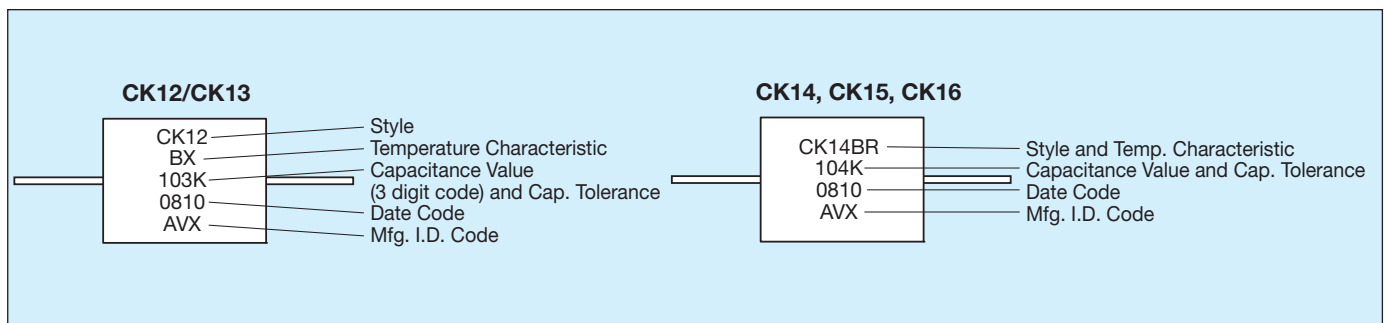 CK12/CK13
CK12
BX
103K
0810
AVX
Style
Temperature Characteristic
Capacitance Value
(3 digit code) and Cap. Tolerance
Date Code
Mfg. I.D. Code
CK14, CK15, CK16
CK14BR
104K
0810
AVX
Style and Temp. Characteristic
Capacitance Value and Cap. Tolerance
Date Code
Mfg. I.D. Code